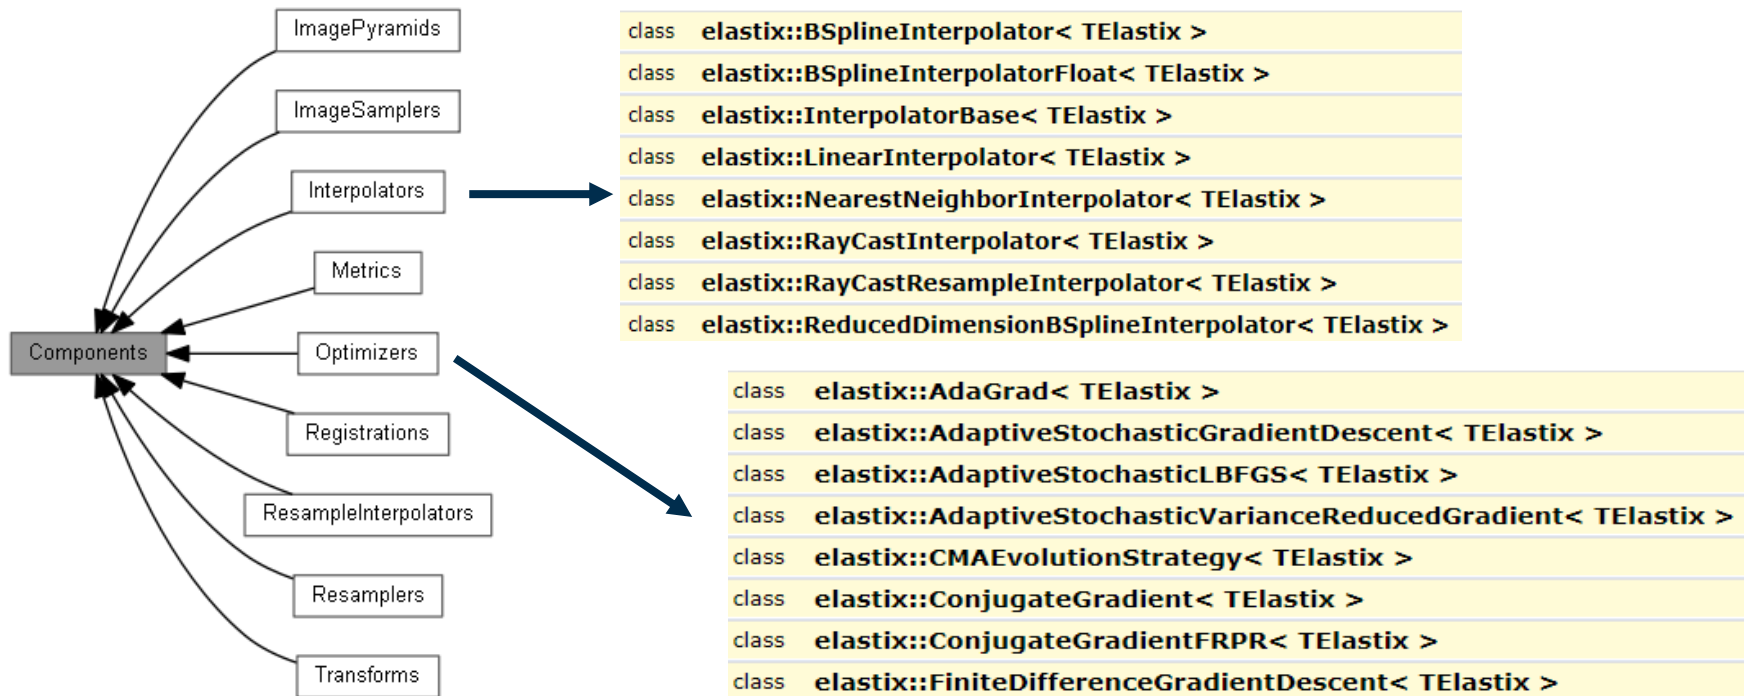 ImagePyramids
ImageSamplers
Interpolators
Metrics
Components
Optimizers
Registrations
ResampleInterpolators
Resamplers
Transforms
class elastix::BSplineInterpolator< TElastix >
class elastix::BSplineInterpolatorFloat< TElastix >
class elastix::InterpolatorBase< TElastix >
class elastix::LinearInterpolator< TElastix >
class elastix::NearestNeighborInterpolator< TElastix >
class elastix::RayCastInterpolator< TElastix >
class elastix::RayCastResampleInterpolator< TElastix >
class elastix::ReducedDimensionBSplineInterpolator< TElastix >
class elastix::AdaGrad< TElastix >
class elastix::AdaptiveStochasticGradientDescent< TElastix >
class elastix::AdaptiveStochasticLBFGS< TElastix >
class elastix::AdaptiveStochasticVarianceReducedGradient< TElastix >
class elastix::CMAEvolutionStrategy< TElastix >
class elastix::ConjugateGradient< TElastix >
class elastix::ConjugateGradientFRPR< TElastix >
class elastix::FiniteDifferenceGradientDescent< TElastix >